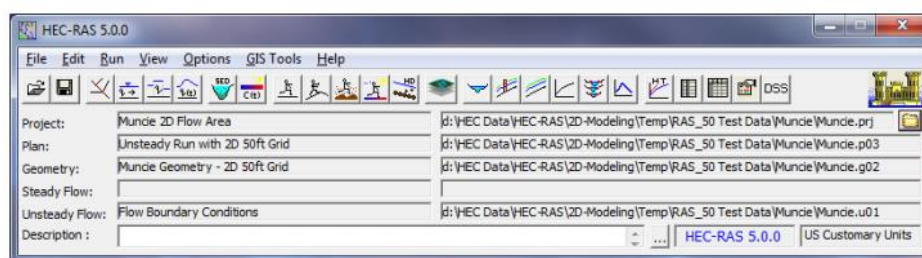 HEC-RAS 5.0.0
File Edit Run View Options GIS Tools Help
SED C(t) HD HT. DSS
Project: Muncie 2D Flow Area d:\HEC Data\HEC-RAS\2D-Modeling\Temp\RAS_50 Test Data\Muncie\Muncie.prj
Plan: Unsteady Run with 2D 50ft Grid d:\HEC Data\HEC-RAS\2D-Modeling\Temp\RAS_50 Test Data\Muncie\Muncie.p03
Geometry: Muncie Geometry - 2D 50ft Grid d:\HEC Data\HEC-RAS\2D-Modeling\Temp\RAS_50 Test Data\Muncie\Muncie.g02
Steady Flow:
Unsteady Flow: Flow Boundary Conditions d:\HEC Data\HEC-RAS\2D-Modeling\Temp\RAS_50 Test Data\Muncie\Muncie.u01
Description : ... HEC-RAS 5.0.0 US Customary Units